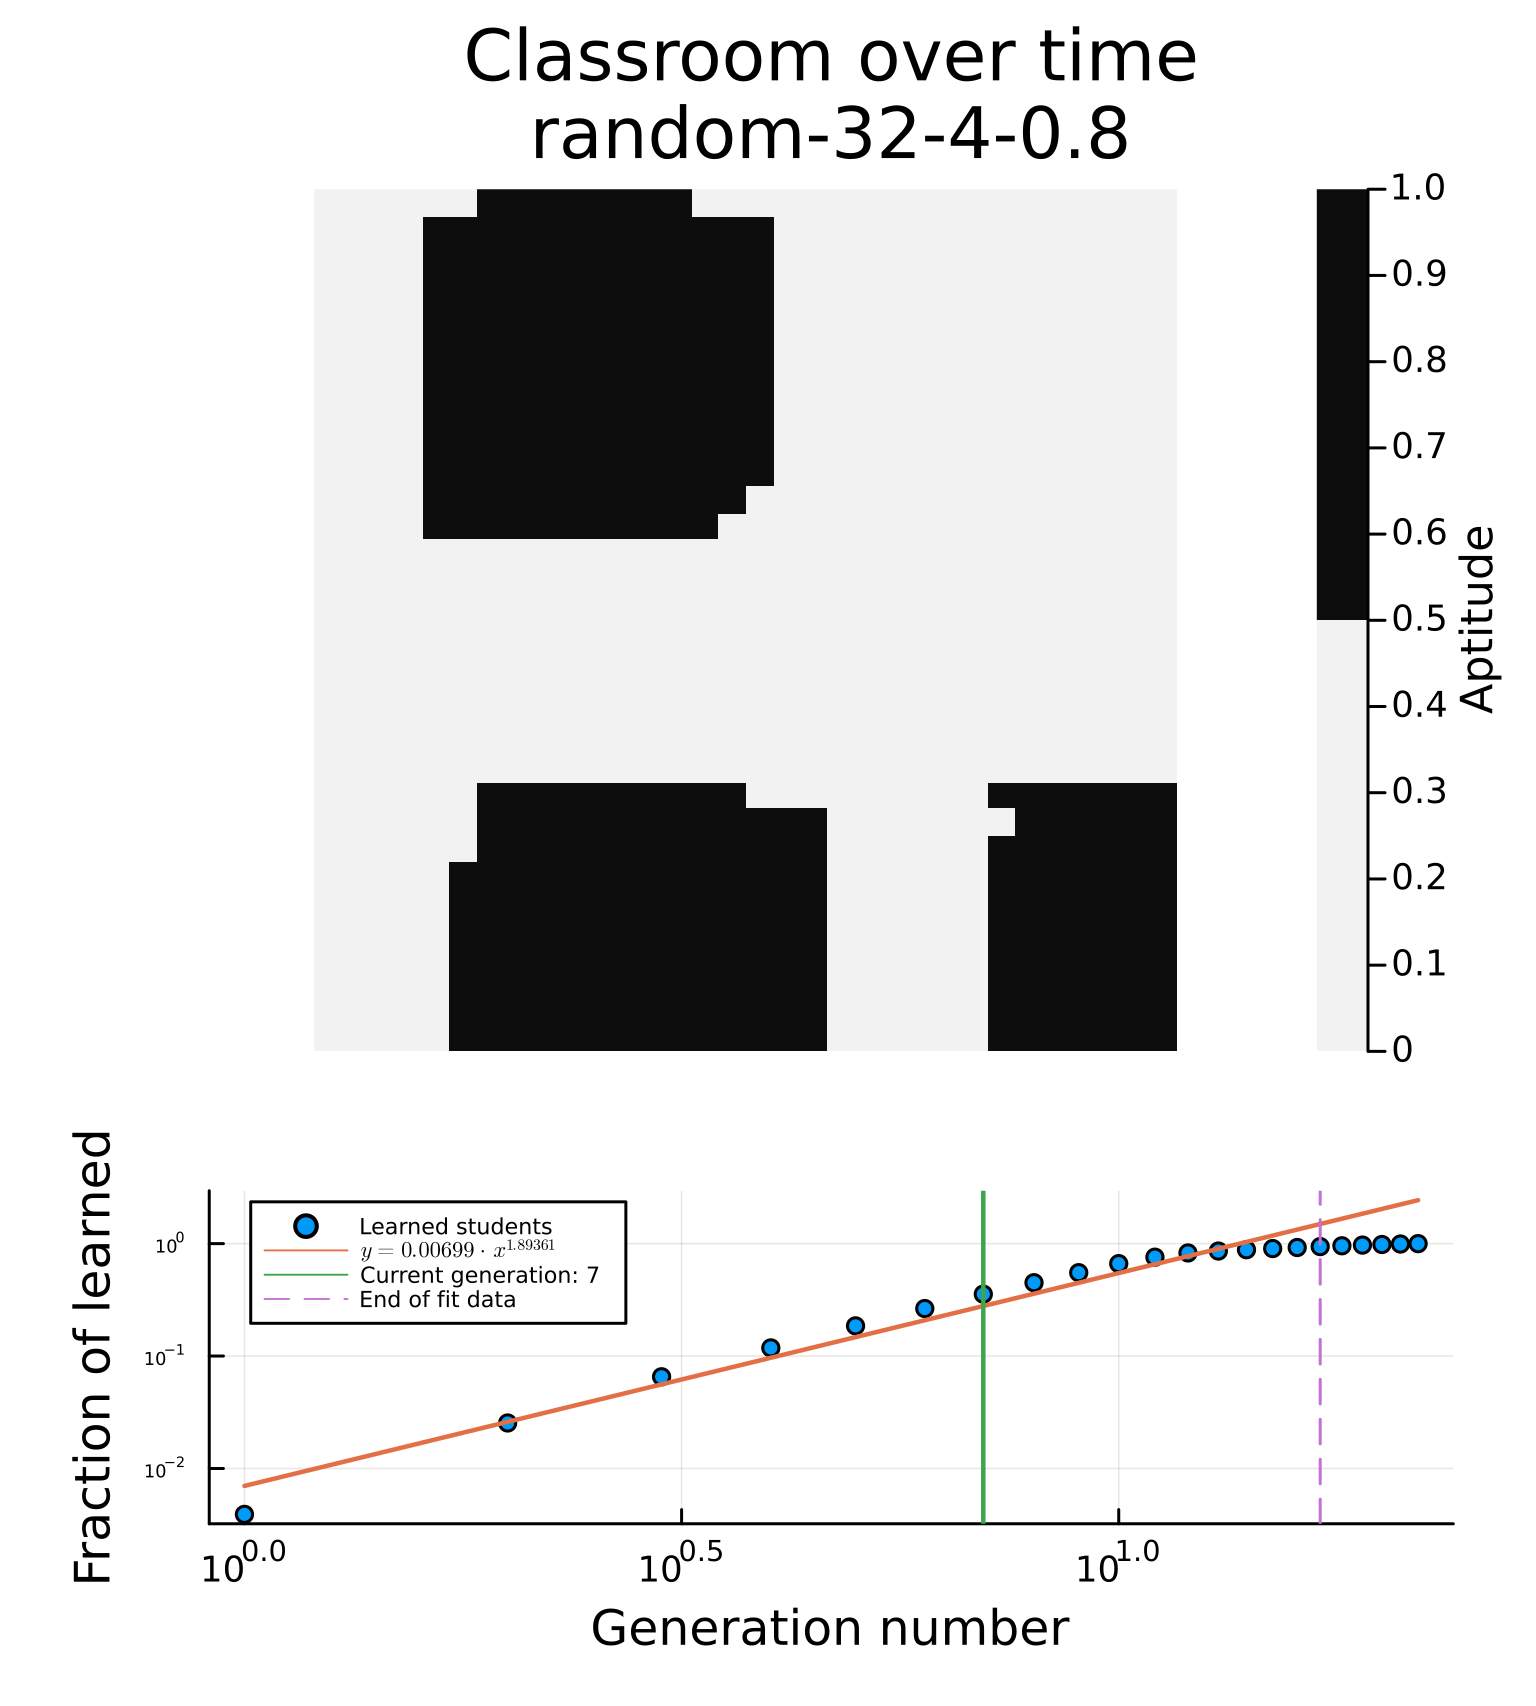 Classroom over time
random-32-4-0.8
1.0
0.9
0.8
0.7
0.6
0.5
0.4
0.3
0.2
0.1
0
Aptitude
Fraction of learned
10^0
10^−1
10^−2
Learned students
y = 0.00699 · x^1.89361
Current generation: 7
End of fit data
10^0.0
10^0.5
10^1.0
Generation number